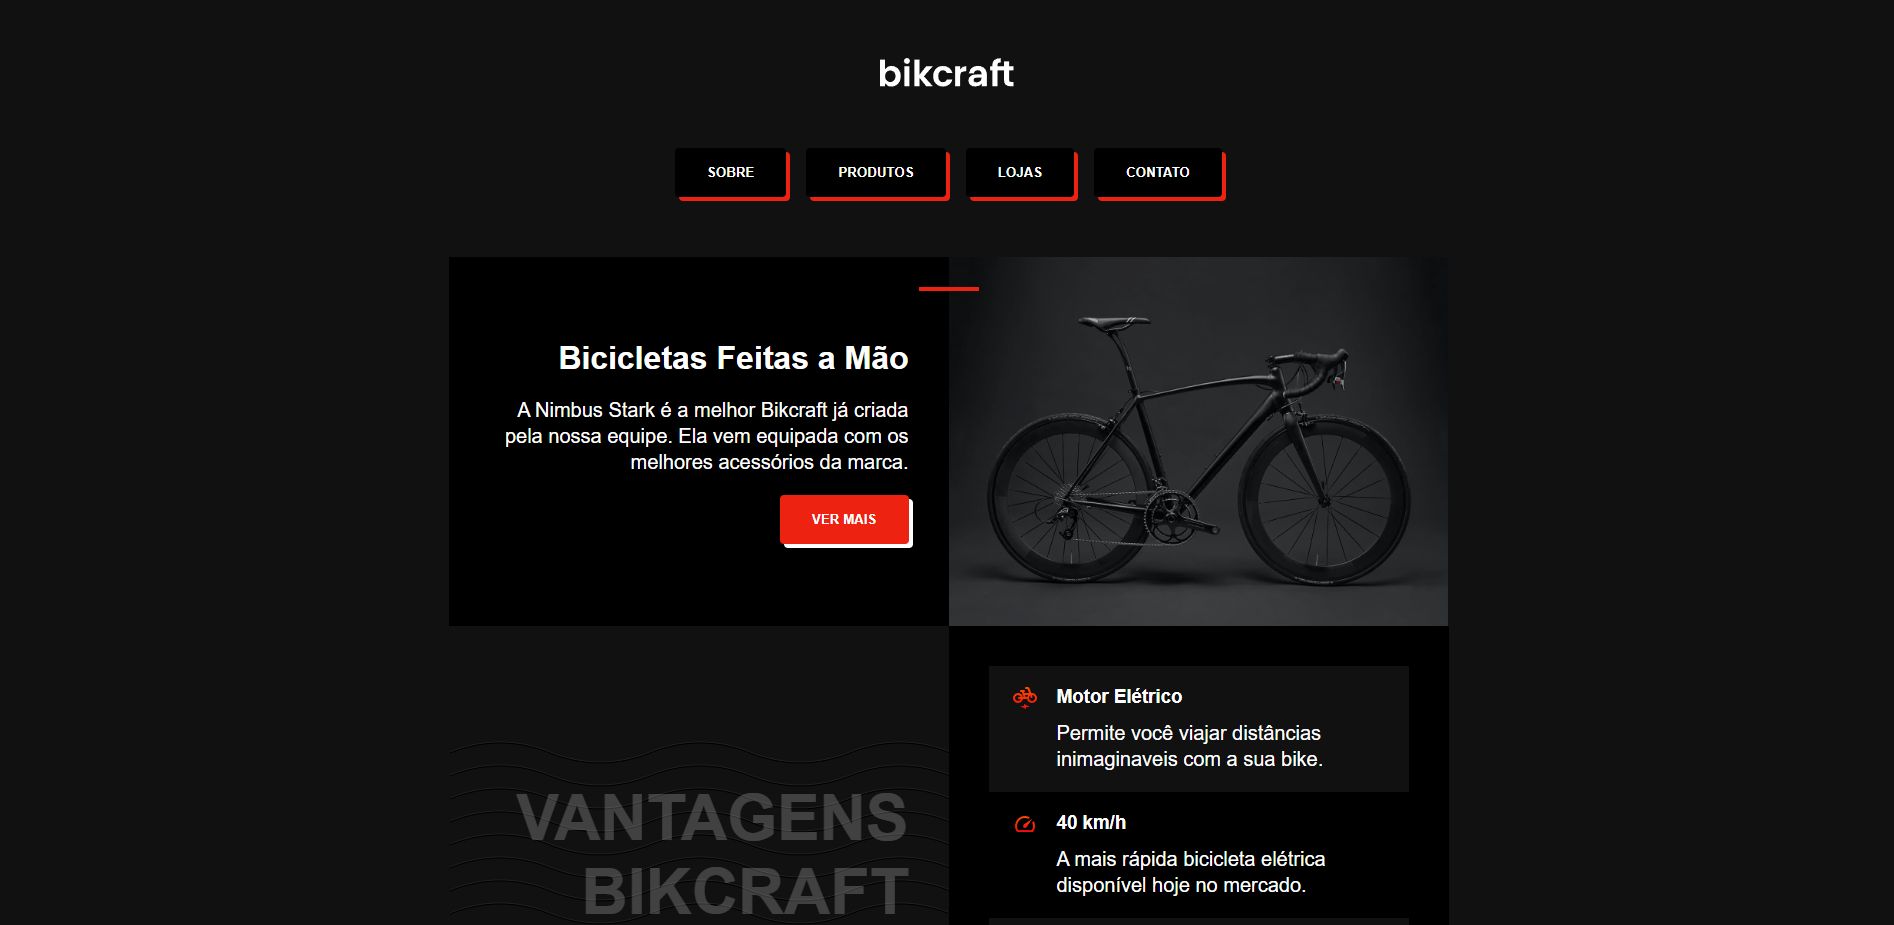 bikcraft
SOBRE
PRODUTOS
LOJAS
CONTATO
Bicicletas Feitas a Mão
A Nimbus Stark é a melhor Bikcraft já criada
pela nossa equipe. Ela vem equipada com os
melhores acessórios da marca.
VER MAIS
VANTAGENS
BIKCRAFT
Motor Elétrico
Permite você viajar distâncias
inimaginaveis com a sua bike.
40 km/h
A mais rápida bicicleta elétrica
disponível hoje no mercado.